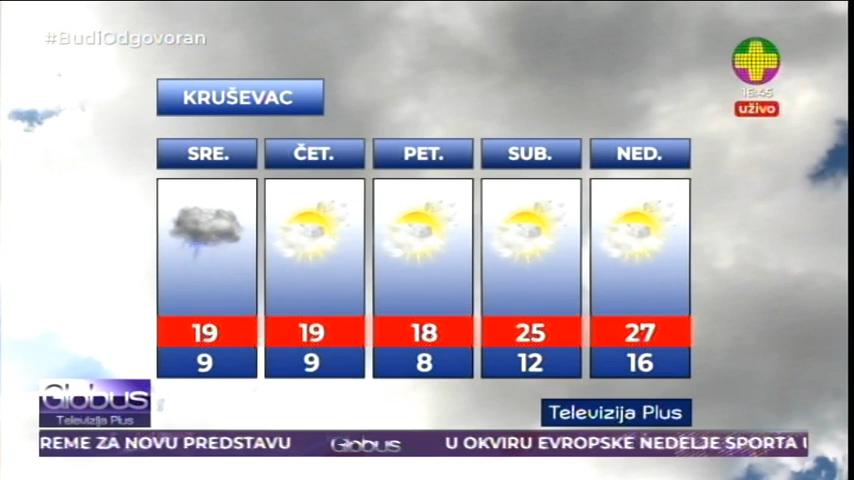 #BudiOdgovoran
16:45
uživo
KRUŠEVAC
SRE. ČET. PET. SUB. NED.
19 19 18 25 27
9 9 8 12 16
Globus
Televizija Plus
Televizija Plus
REME ZA NOVU PREDSTAVU Globus U OKVIRU EVROPSKE NEDELJE SPORTA U